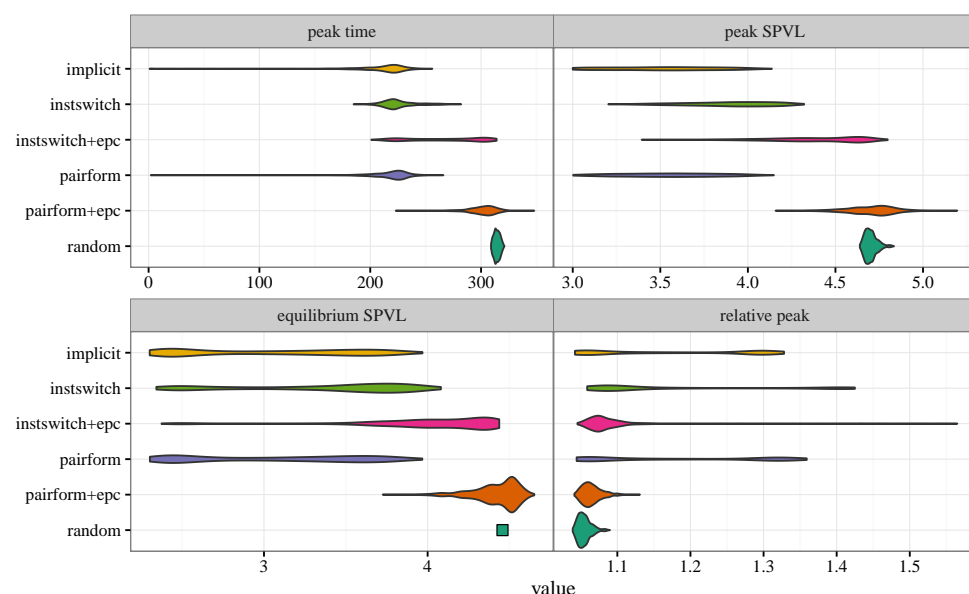 peak time
peak SPVL
implicit
instswitch
instswitch+epc
pairform
pairform+epc
random
0 100 200 300
3.0 3.5 4.0 4.5 5.0
equilibrium SPVL
relative peak
implicit
instswitch
instswitch+epc
pairform
pairform+epc
random
3 4
1.1 1.2 1.3 1.4 1.5
value